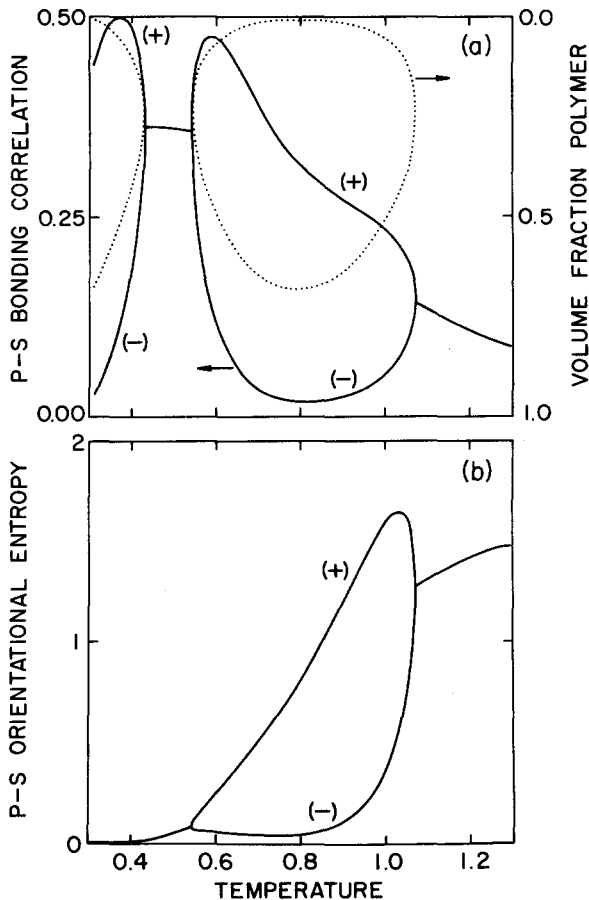 (a)
P-S BONDING CORRELATION
0.50
0.25
0.00
(+)
(-)
(+)
(-)
0.0
0.5
1.0
VOLUME FRACTION POLYMER
(b)
P-S ORIENTATIONAL ENTROPY
2
1
0
(+)
(-)
0.4 0.6 0.8 1.0 1.2
TEMPERATURE